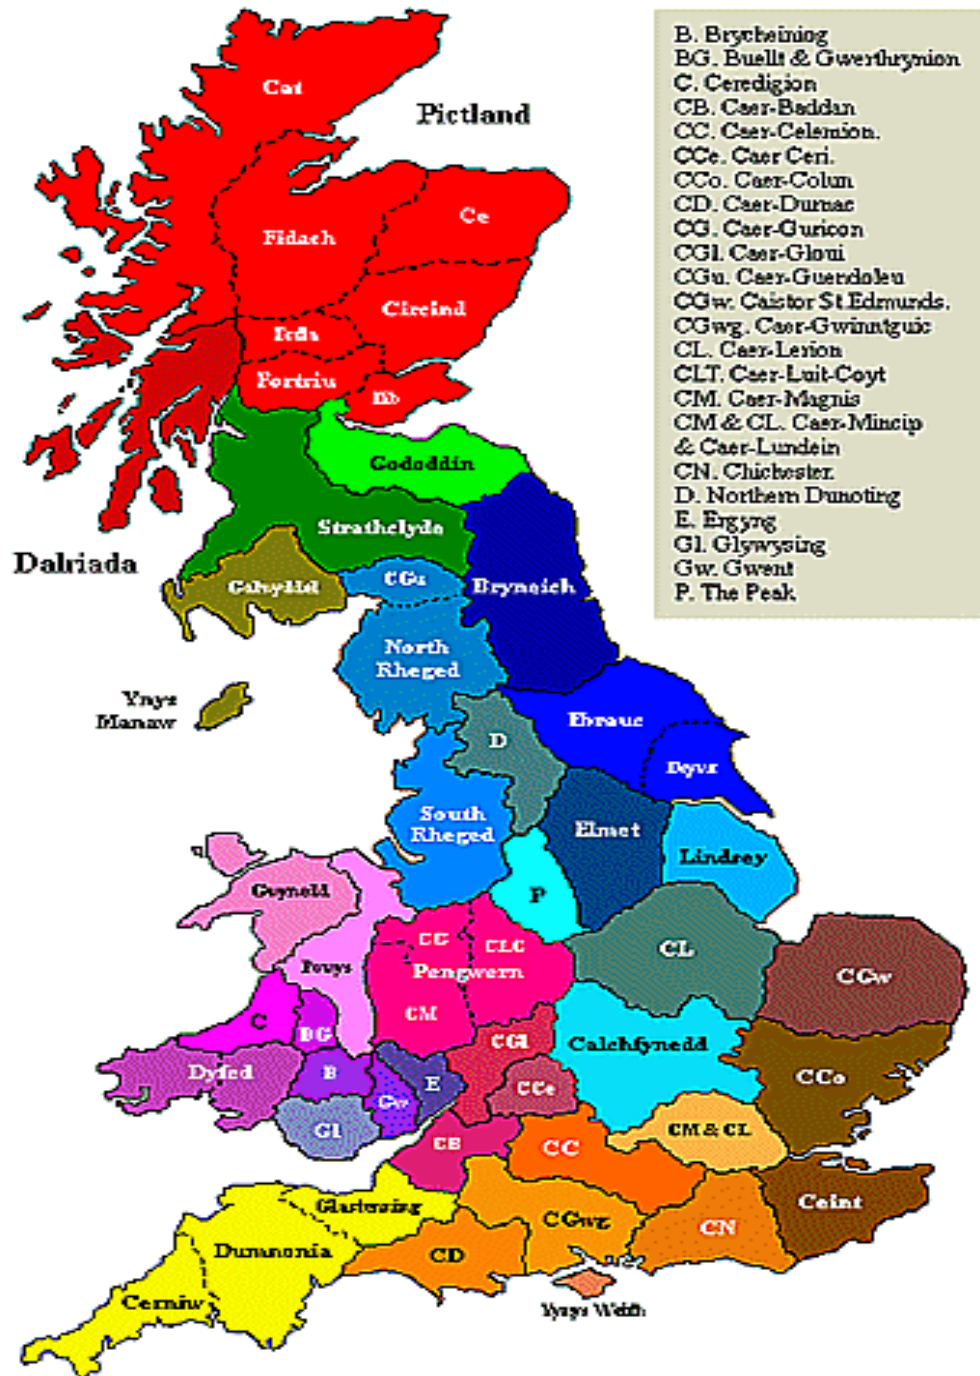 B. Brycheiniog
BG. Buellt & Gwerthrynion
C. Ceredigion
CB. Caer-Baddan
CC. Caer-Celemion.
CCe. Caer Ceri.
CCo. Caer-Colun
CD. Caer-Durnac
CG. Caer-Guricon
CGl. Caer-Gloui
CGu. Caer-Guendoleu
CGw. Caistor St.Edmunds.
CGwg. Caer-Gwinntguic
CL. Caer-Lerion
CLT. Caer-Luit-Coyt
CM. Caer-Magnis
CM & CL. Caer-Mincip
& Caer-Lundein
CN. Chichester.
D. Northern Dunoting
E. Ergyng
Gl. Glywysing
Gw. Gwent
P. The Peak
Cat
Pictland
Ce
Fidach
Circind
Fortriu
Gododdin
Strathclyde
Dalriada
CGu
Bryneich
North
Rheged
Ynys
Manaw
Ebrauc
D
South
Rheged
Elmet
Lindsey
P
CG
CLC
CL
Pengwern
CGw
Powys
CM
C
BG
CGl
Calchfynedd
Dyfed
B
E
CCe
CCo
Gw
Gl
CB
CC
CM & CL
Ceint
Glastening
CGwg
CN
Dumnonia
CD
Cerniw